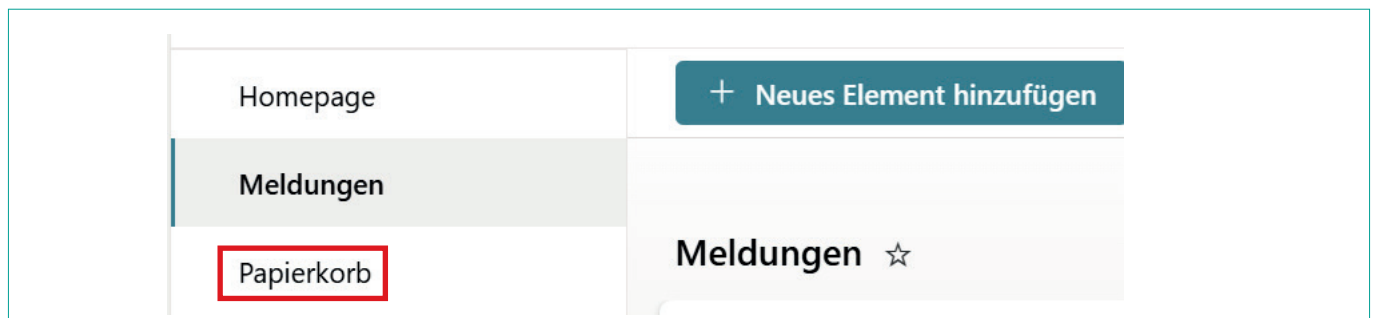 Homepage
+ Neues Element hinzufügen
Meldungen
Papierkorb
Meldungen ☆